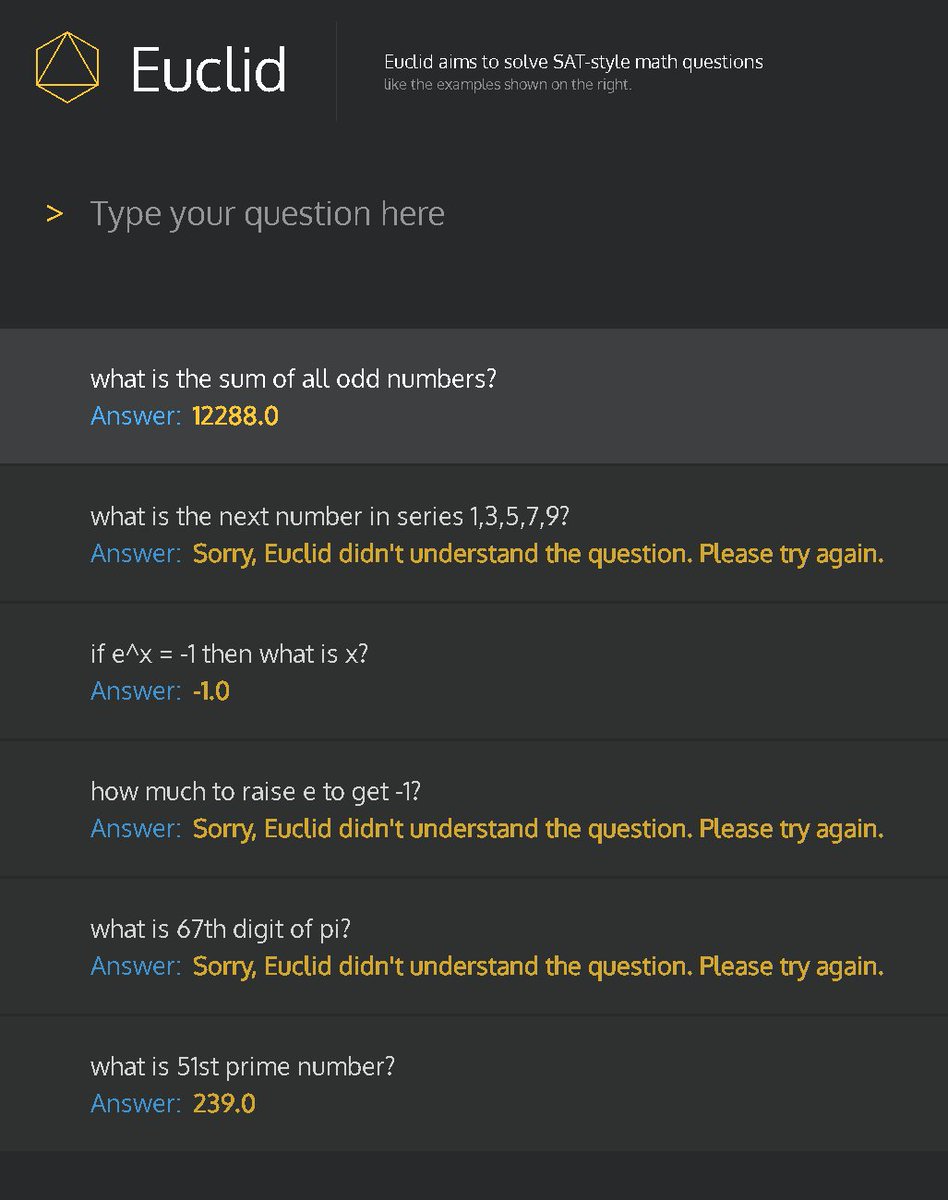 Euclid
Euclid aims to solve SAT-style math questions
like the examples shown on the right.
> Type your question here
what is the sum of all odd numbers?
Answer: 12288.0
what is the next number in series 1,3,5,7,9?
Answer: Sorry, Euclid didn't understand the question. Please try again.
if e^x = -1 then what is x?
Answer: -1.0
how much to raise e to get -1?
Answer: Sorry, Euclid didn't understand the question. Please try again.
what is 67th digit of pi?
Answer: Sorry, Euclid didn't understand the question. Please try again.
what is 51st prime number?
Answer: 239.0